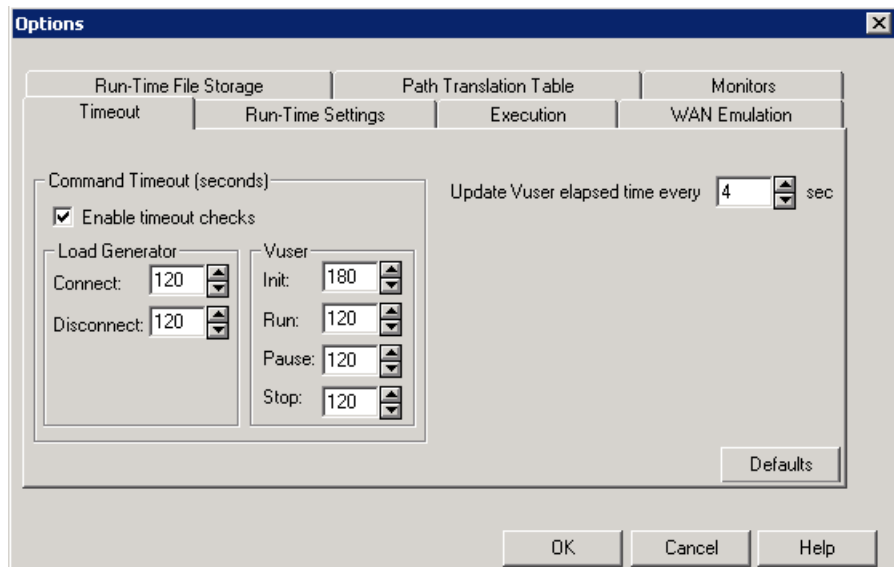 Options
Run-Time File Storage
Path Translation Table
Monitors
Timeout
Run-Time Settings
Execution
WAN Emulation
Command Timeout (seconds)
Enable timeout checks
Load Generator
Connect: 120
Disconnect: 120
Vuser
Init: 180
Run: 120
Pause: 120
Stop: 120
Update Vuser elapsed time every 4 sec
Defaults
OK
Cancel
Help